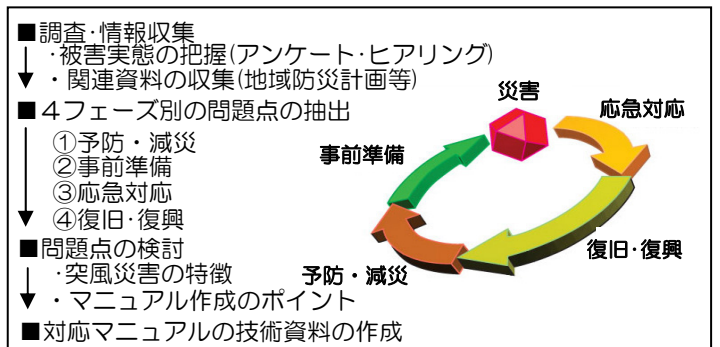 ■調査･情報収集
･被害実態の把握(アンケート･ヒアリング)
・関連資料の収集(地域防災計画等)
■４フェーズ別の問題点の抽出
①予防・減災
②事前準備
③応急対応
④復旧･復興
■問題点の検討
･突風災害の特徴
・マニュアル作成のポイント
■対応マニュアルの技術資料の作成
災害
応急対応
事前準備
復旧･復興
予防・減災